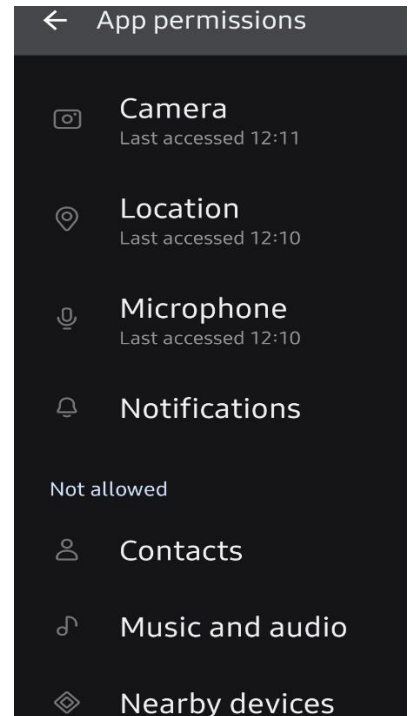 App permissions
Camera
Last accessed 12:11
Location
Last accessed 12:10
Microphone
Last accessed 12:10
Notifications
Not allowed
Contacts
Music and audio
Nearby devices